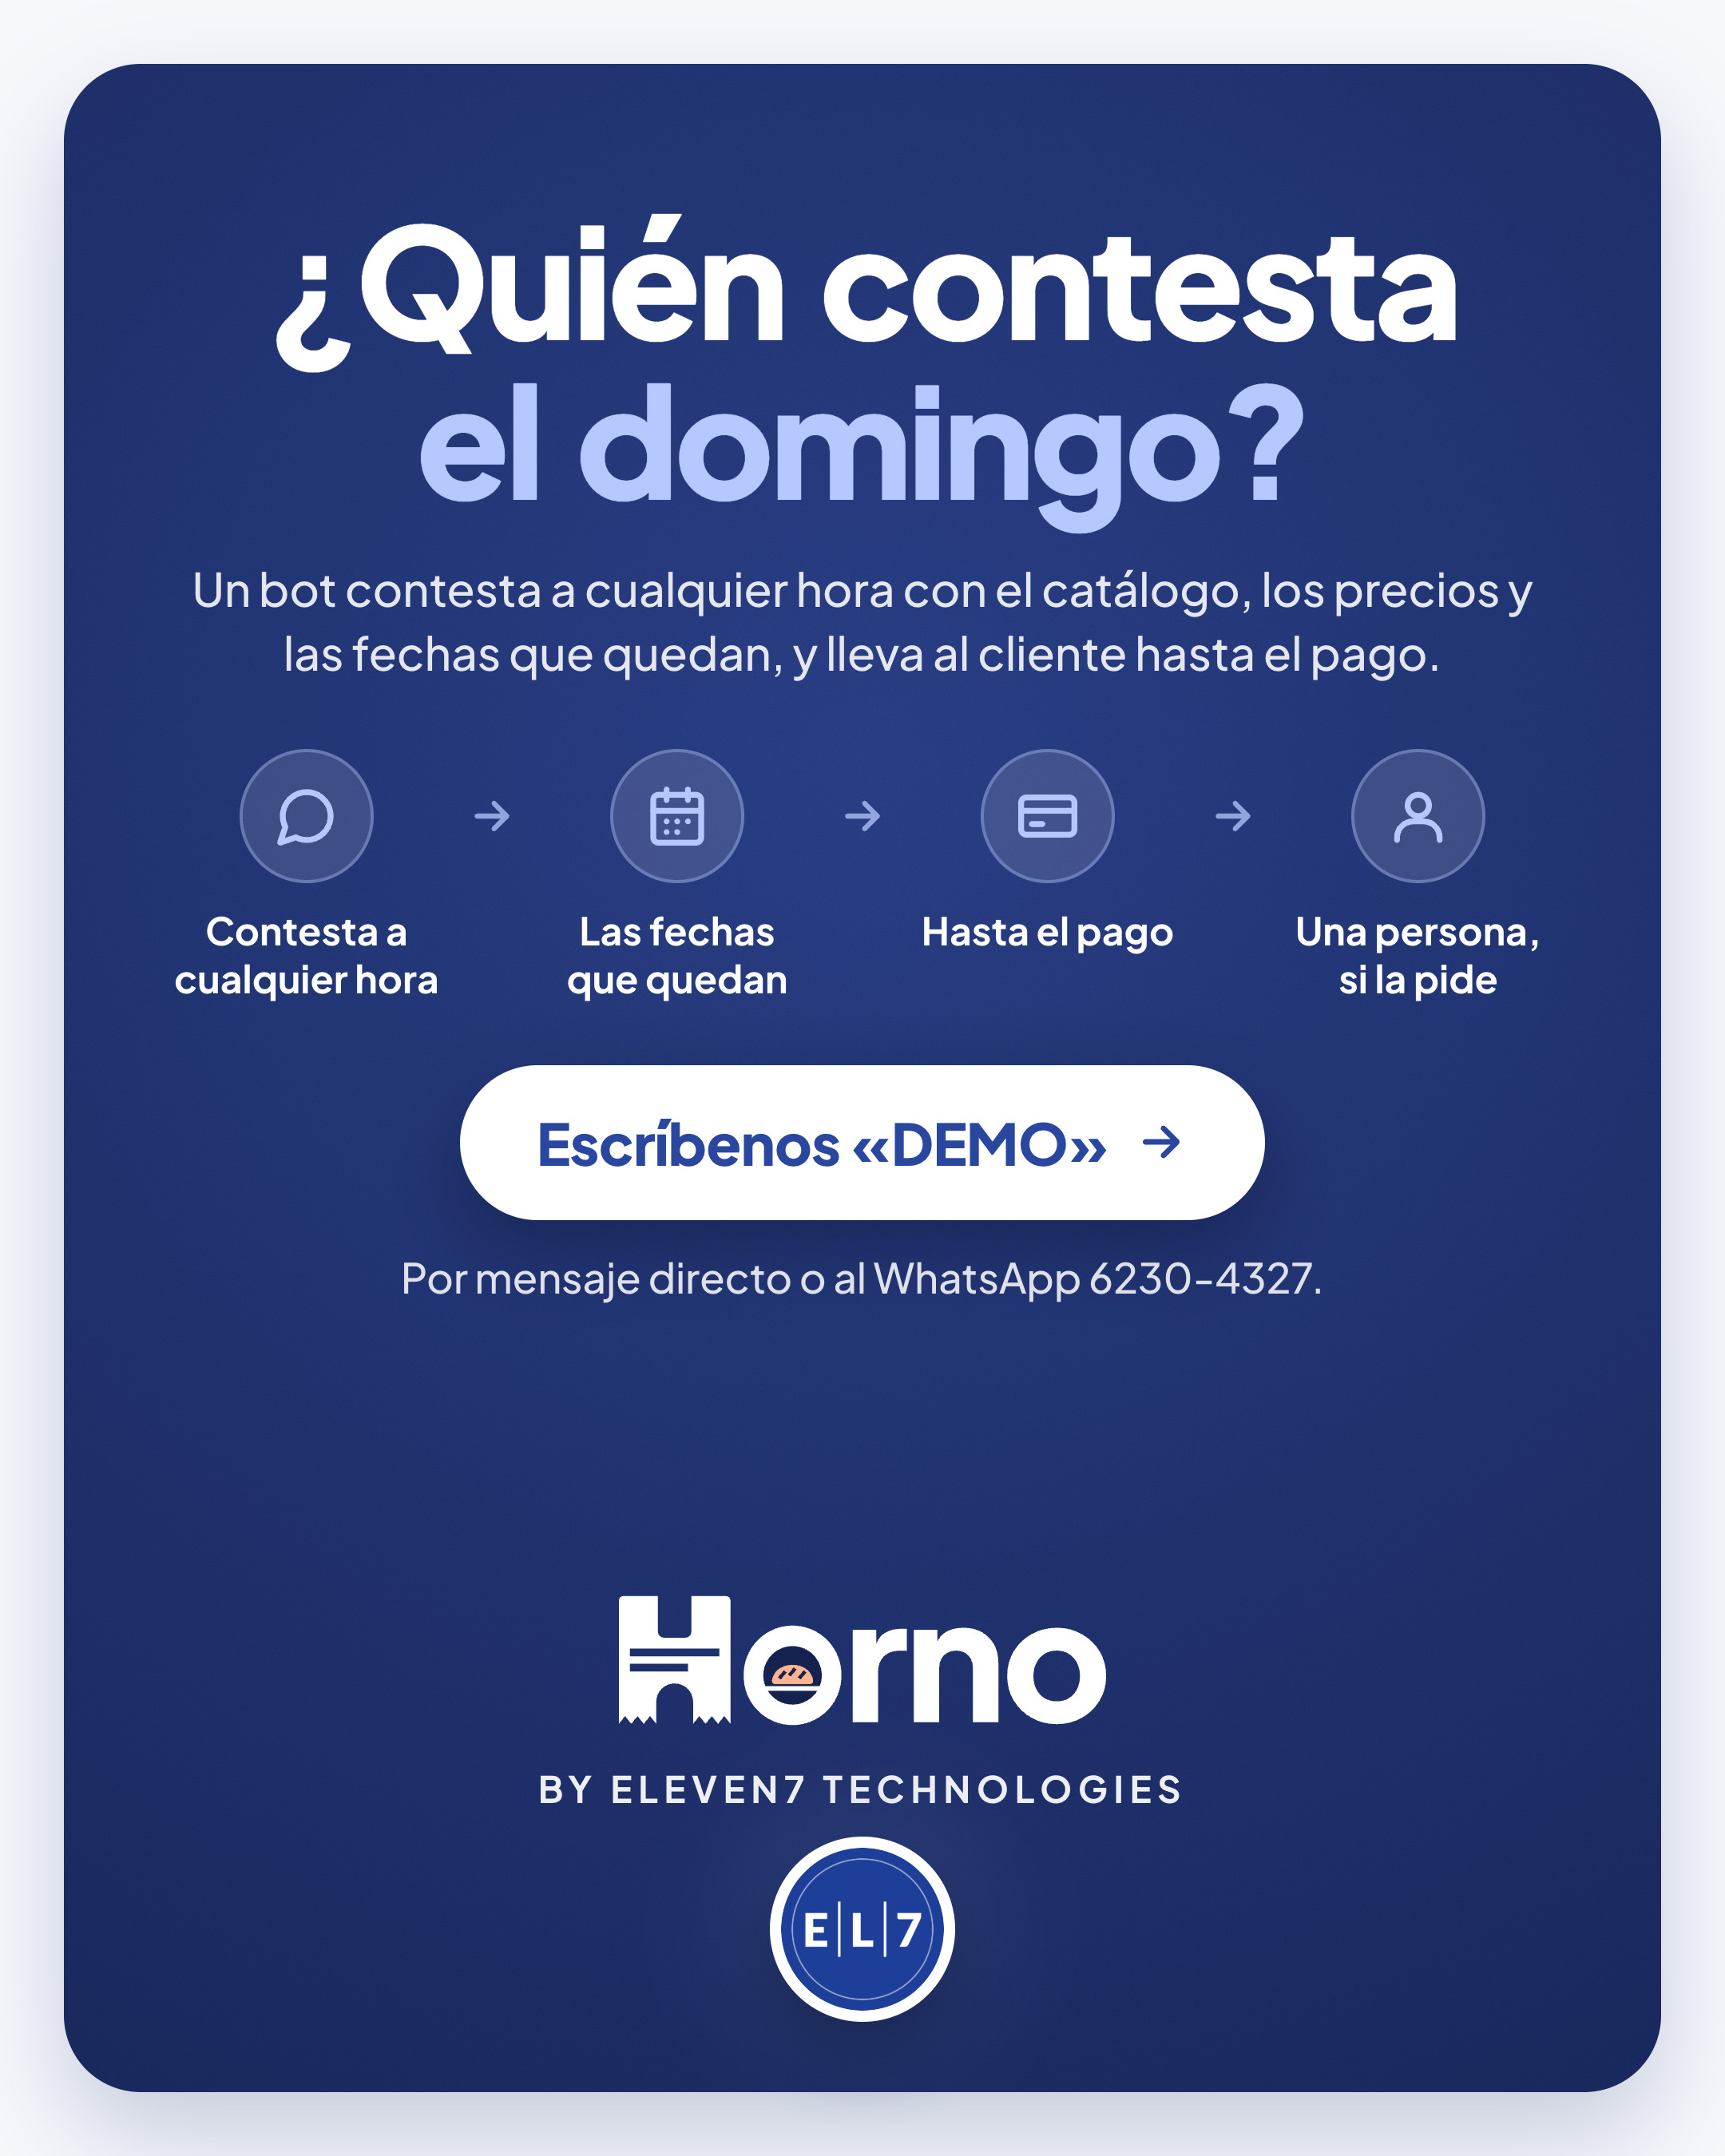 ¿Quién contesta
el domingo?
Un bot contesta a cualquier hora con el catálogo, los precios y
las fechas que quedan, y lleva al cliente hasta el pago.
Contesta a
cualquier hora
Las fechas
que quedan
Hasta el pago
Una persona,
si la pide
Escríbenos «DEMO»
Por mensaje directo o al WhatsApp 6230-4327.
Horno
BY ELEVEN7 TECHNOLOGIES
E|L|7